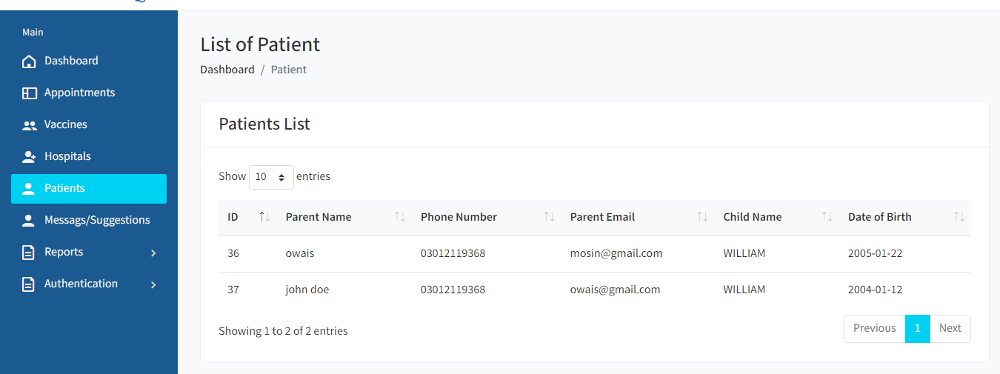 Main
Dashboard
Appointments
Vaccines
Hospitals
Patients
Messags/Suggestions
Reports
Authentication
List of Patient
Dashboard / Patient
Patients List
Show 10 entries
ID Parent Name Phone Number Parent Email Child Name Date of Birth
36 owais 03012119368 mosin@gmail.com WILLIAM 2005-01-22
37 john doe 03012119368 owais@gmail.com WILLIAM 2004-01-12
Showing 1 to 2 of 2 entries
Previous 1 Next